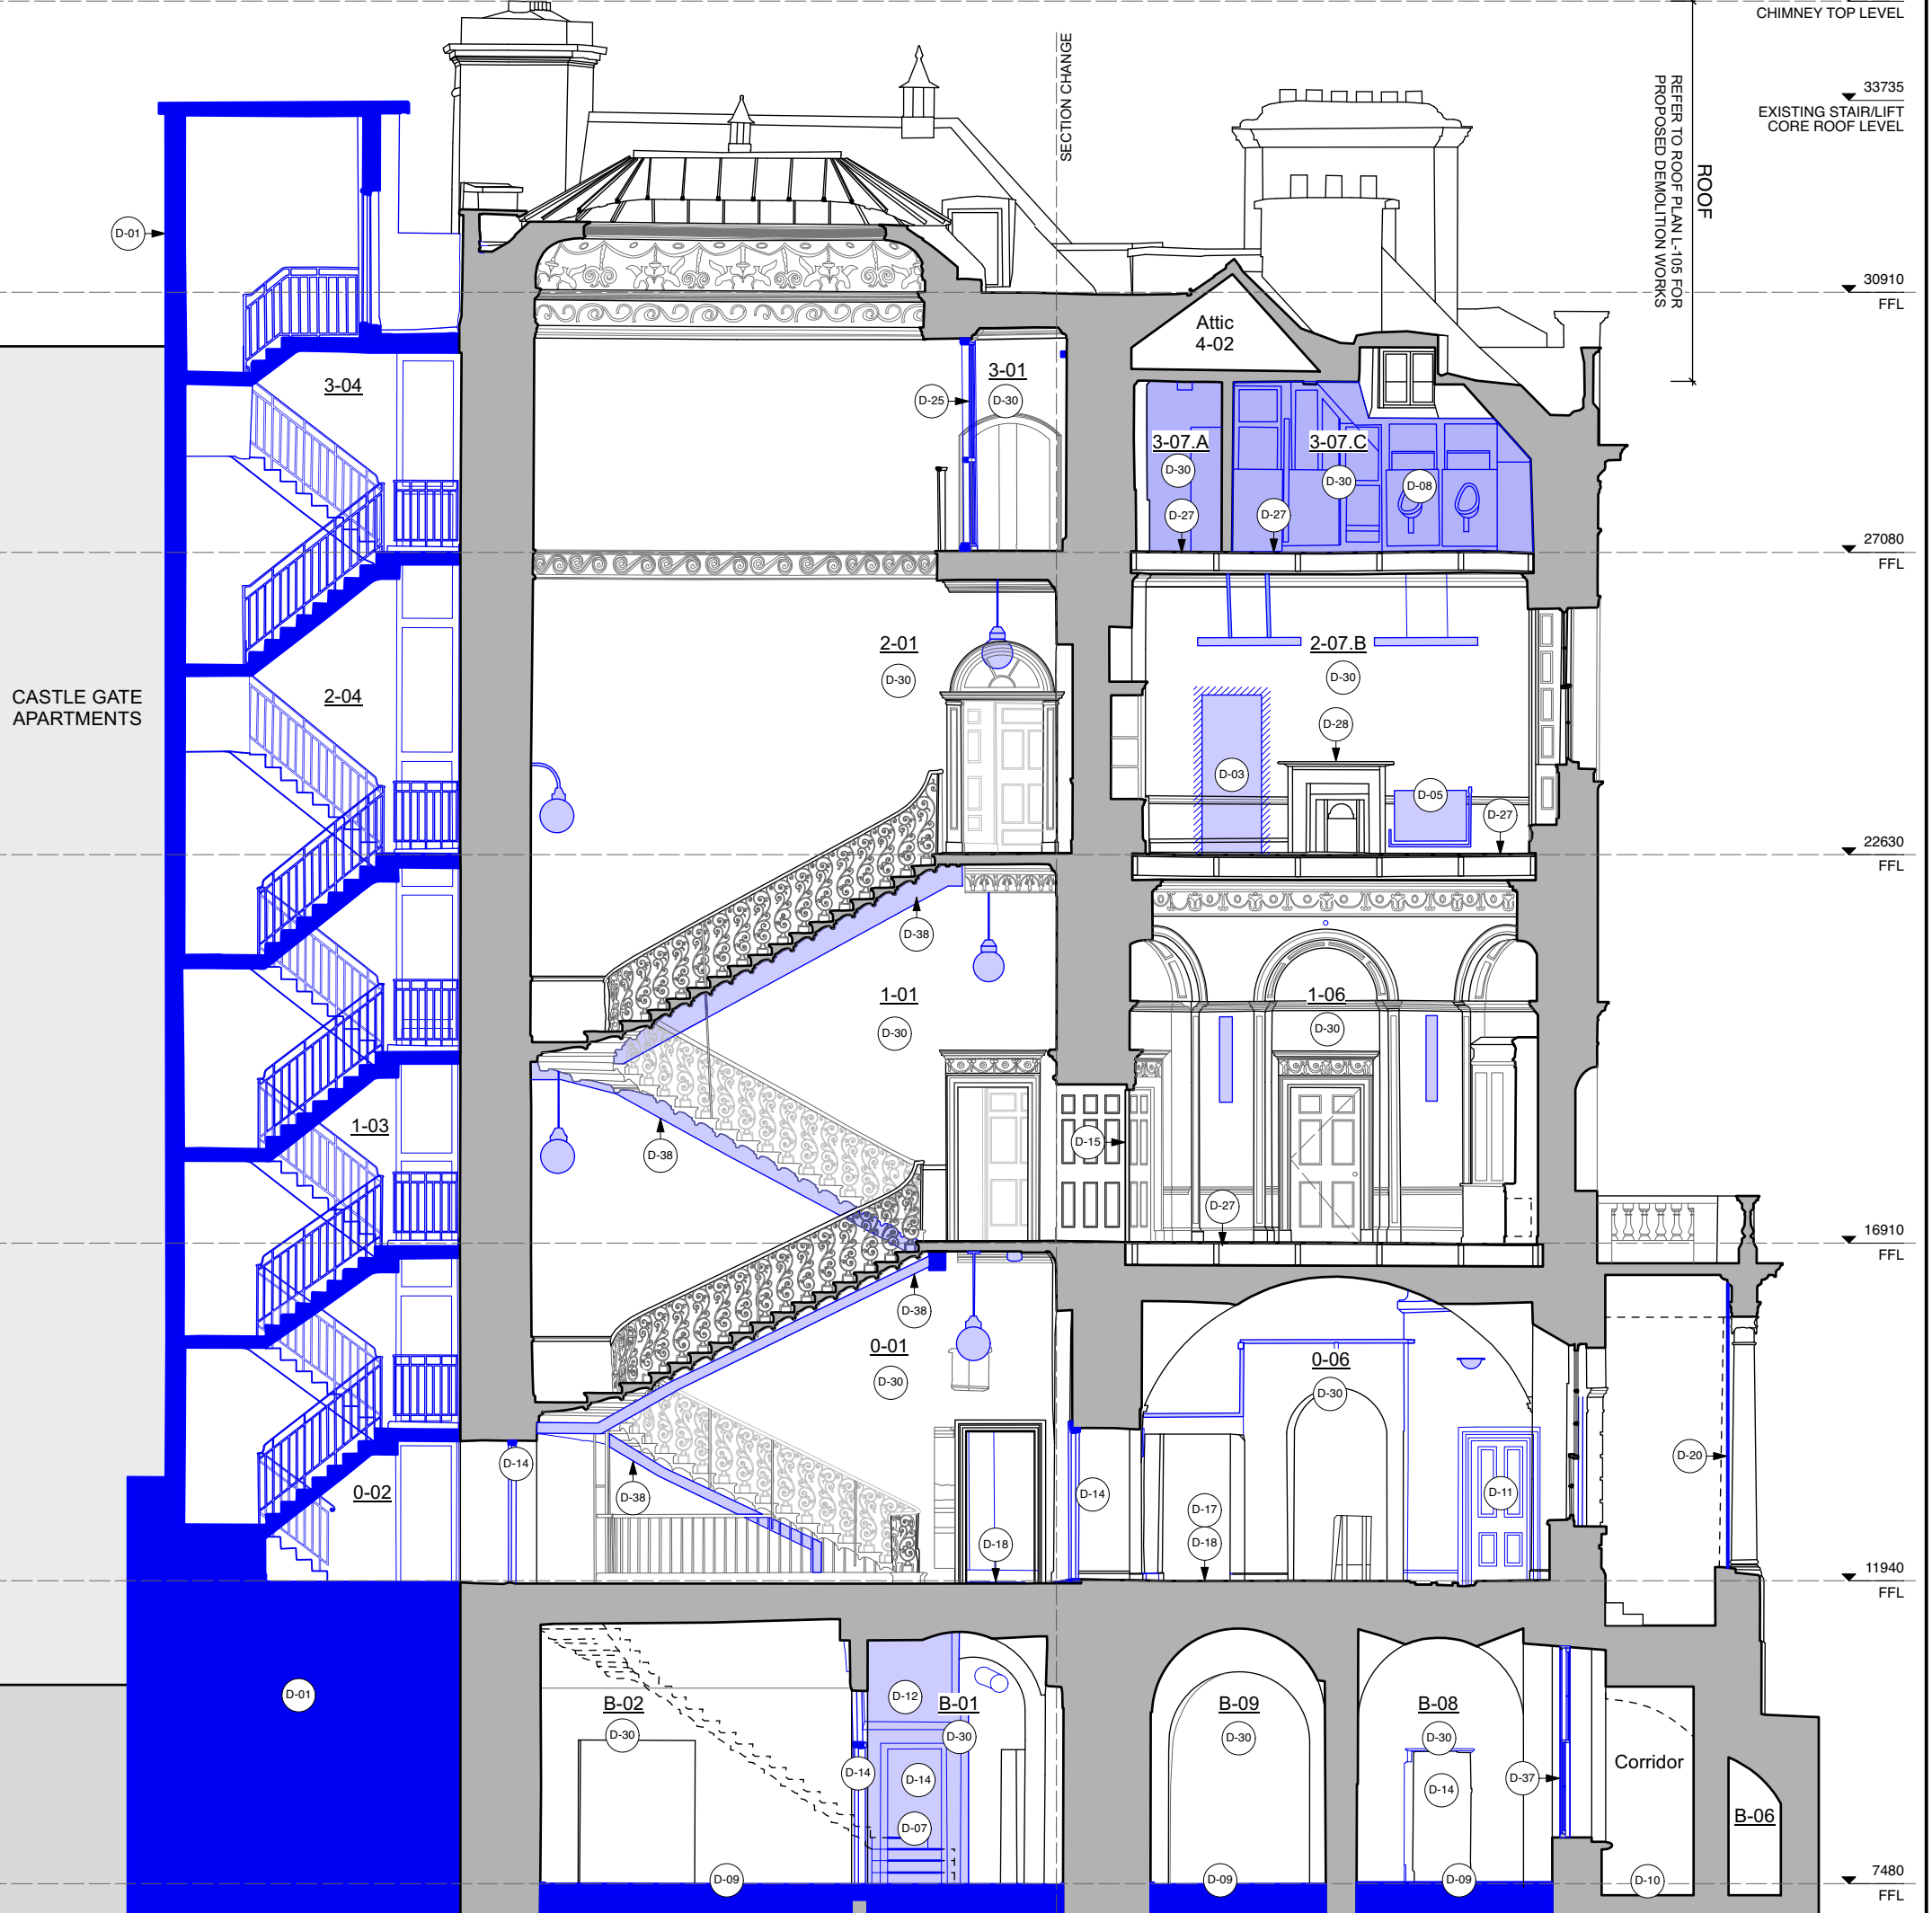 CHIMNEY TOP LEVEL
SECTION CHANGE
REFER TO ROOF PLAN L-105 FOR
PROPOSED DEMOLITION WORKS
ROOF
33735
EXISTING STAIR/LIFT
CORE ROOF LEVEL
D-01
30910
FFL
Attic
4-02
3-04
D-25
3-01
D-30
3-07.A
D-30
D-27
3-07.C
D-30
D-27
D-08
27080
FFL
CASTLE GATE
APARTMENTS
2-04
2-01
D-30
2-07.B
D-30
D-28
D-03
D-05
D-27
22630
FFL
D-38
1-01
D-30
1-06
D-30
1-03
D-38
D-15
D-27
16910
FFL
D-38
0-01
D-30
0-06
D-30
0-02
D-14
D-38
D-18
D-14
D-17
D-18
D-11
D-20
11940
FFL
D-01
B-02
D-30
D-12
B-01
D-30
D-14
D-14
D-07
D-09
B-09
D-30
D-09
B-08
D-30
D-14
D-09
D-37
Corridor
D-10
B-06
7480
FFL